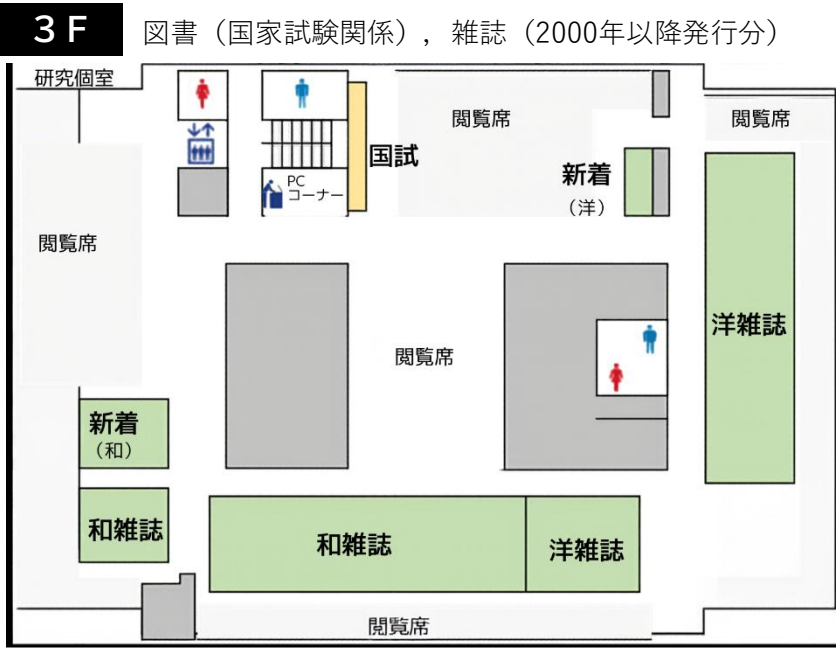 ３Ｆ 図書（国家試験関係），雑誌（2000年以降発行分）
研究個室
閲覧席
閲覧席
国試
PC
コーナー
新着
（洋）
閲覧席
洋雑誌
閲覧席
新着
（和）
和雑誌
和雑誌
洋雑誌
閲覧席